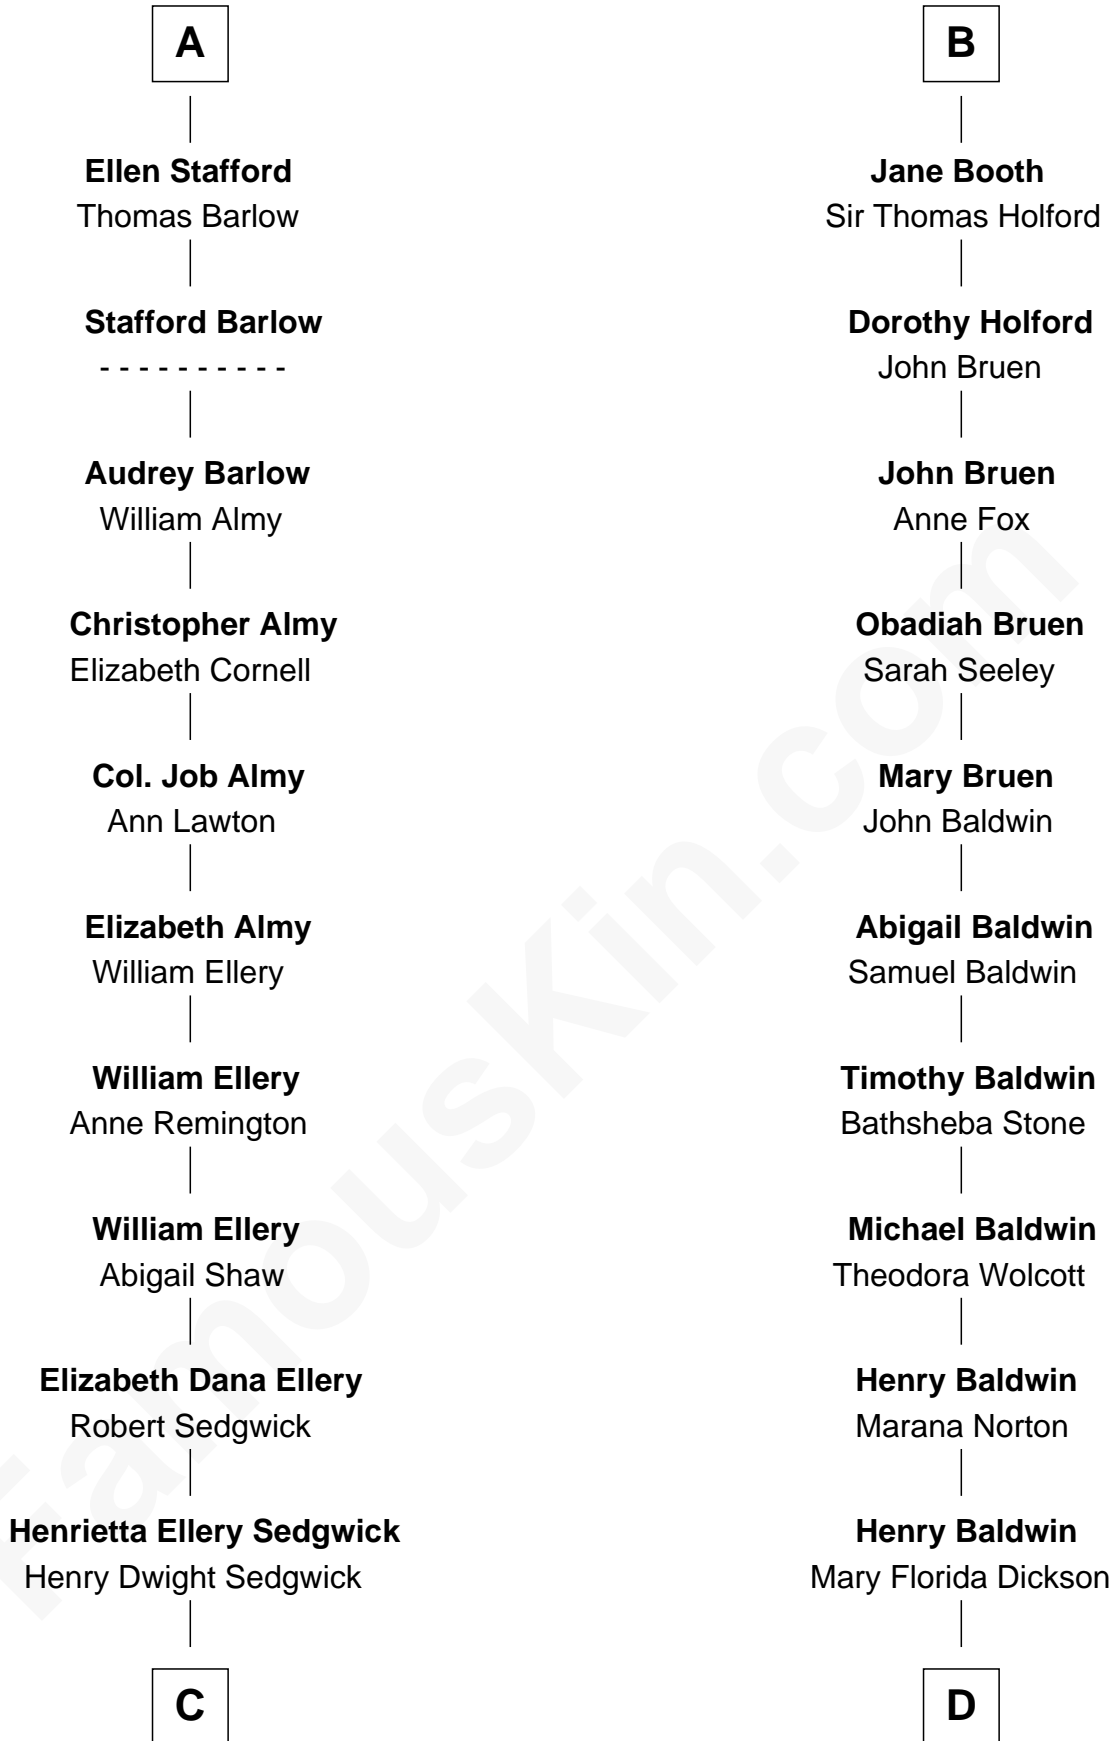 A
Ellen Stafford
Thomas Barlow
Stafford Barlow
- - - - - - - - - -
Audrey Barlow
William Almy
Christopher Almy
Elizabeth Cornell
Col. Job Almy
Ann Lawton
Elizabeth Almy
William Ellery
William Ellery
Anne Remington
William Ellery
Abigail Shaw
Elizabeth Dana Ellery
Robert Sedgwick
Henrietta Ellery Sedgwick
Henry Dwight Sedgwick
C
B
Jane Booth
Sir Thomas Holford
Dorothy Holford
John Bruen
John Bruen
Anne Fox
Obadiah Bruen
Sarah Seeley
Mary Bruen
John Baldwin
Abigail Baldwin
Samuel Baldwin
Timothy Baldwin
Bathsheba Stone
Michael Baldwin
Theodora Wolcott
Henry Baldwin
Marana Norton
Henry Baldwin
Mary Florida Dickson
D
FamousKin.com